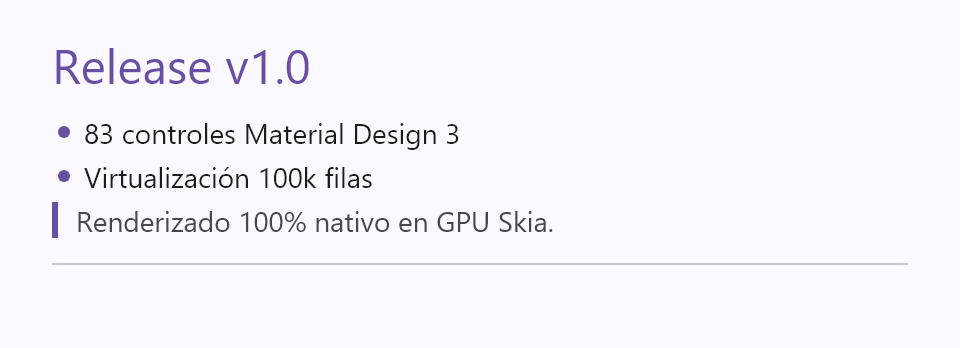 Release v1.0
83 controles Material Design 3
Virtualización 100k filas
Renderizado 100% nativo en GPU Skia.